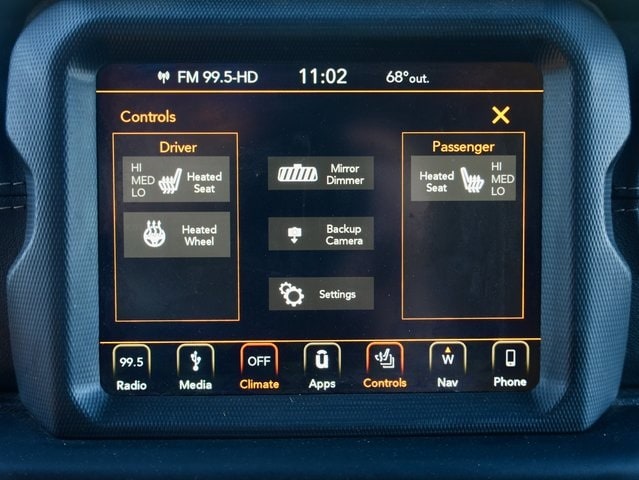 FM 99.5-HD 11:02 68°out.
Controls
Driver
HI
MED
LO
Heated
Seat
Heated
Wheel
Mirror
Dimmer
Backup
Camera
Settings
Passenger
Heated
Seat
HI
MED
LO
99.5 OFF ū W
Radio Media Climate Apps Controls Nav Phone